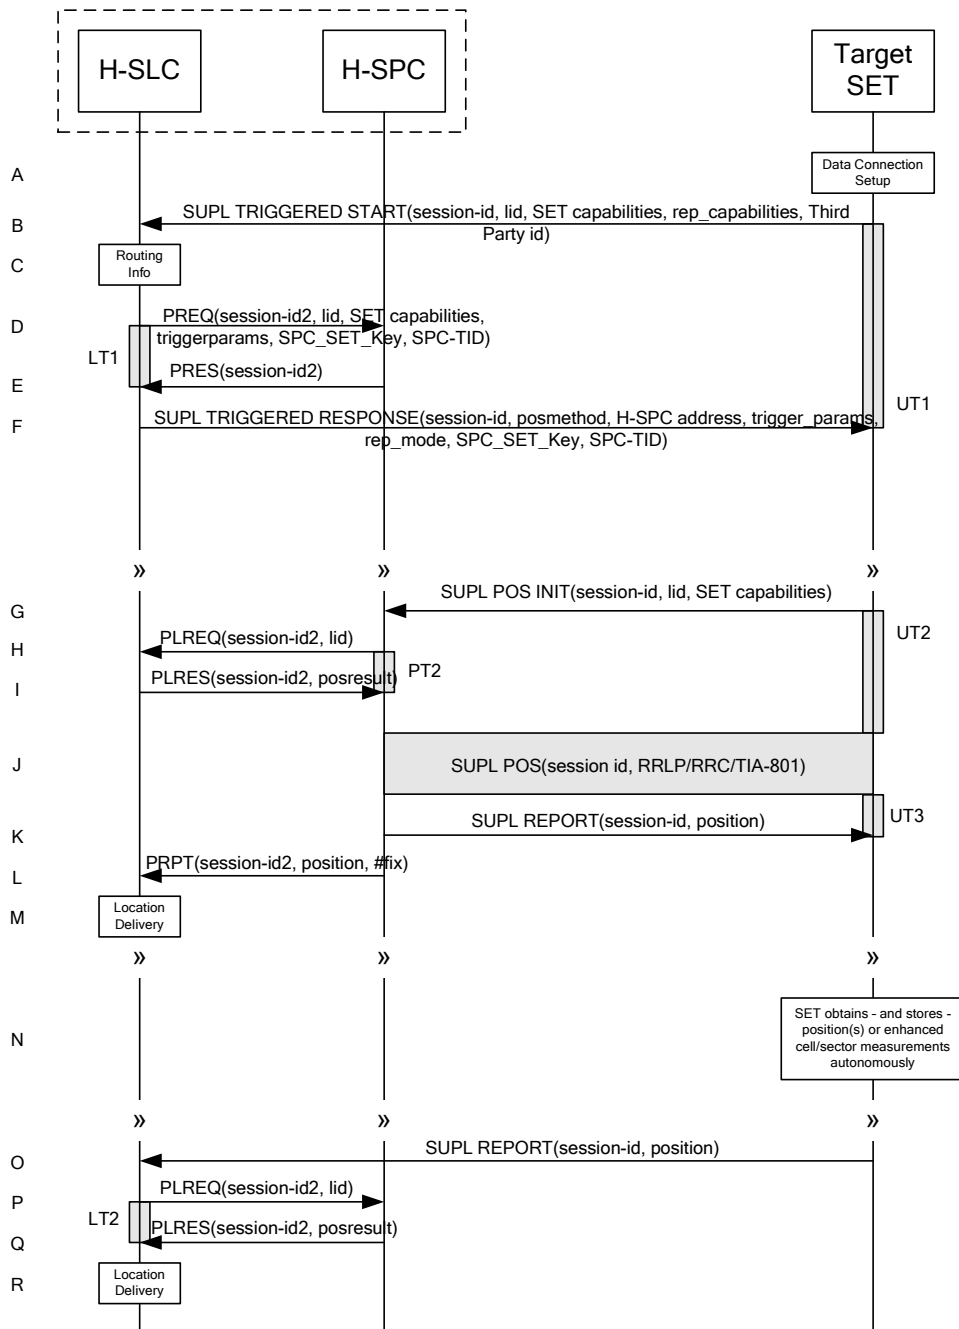 H-SLC
H-SPC
Target
SET
A
Data Connection
Setup
B
SUPL TRIGGERED START(session-id, lid, SET capabilities, rep_capabilities, Third
Party id)
C
Routing
Info
D
PREQ(session-id2, lid, SET capabilities,
triggerparams, SPC_SET_Key, SPC-TID)
LT1
PRES(session-id2)
E
UT1
F
SUPL TRIGGERED RESPONSE(session-id, posmethod, H-SPC address, trigger_params,
rep_mode, SPC_SET_Key, SPC-TID)
» » »
G
SUPL POS INIT(session-id, lid, SET capabilities)
UT2
H
PLREQ(session-id2, lid)
PT2
I
PLRES(session-id2, posresult)
J
SUPL POS(session id, RRLP/RRC/TIA-801)
UT3
K
SUPL REPORT(session-id, position)
L
PRPT(session-id2, position, #fix)
M
Location
Delivery
» » »
N
SET obtains - and stores -
position(s) or enhanced
cell/sector measurements
autonomously
» » »
O
SUPL REPORT(session-id, position)
P
PLREQ(session-id2, lid)
LT2
Q
PLRES(session-id2, posresult)
R
Location
Delivery